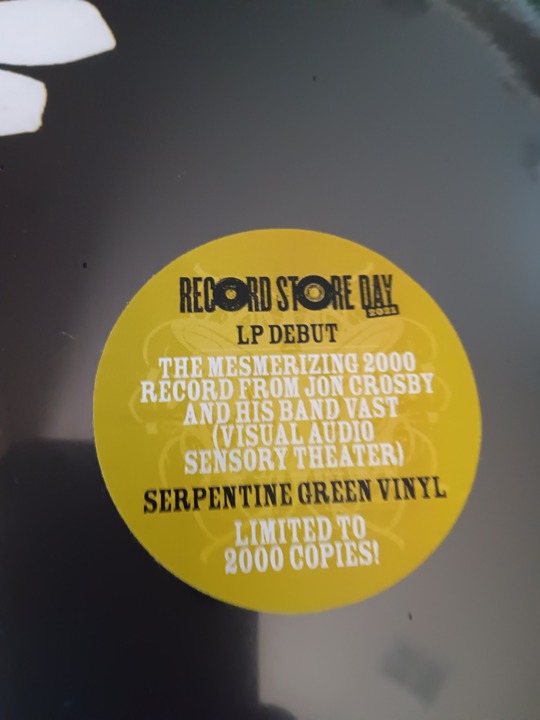 RECORD STORE DAY
2021
LP DEBUT
THE MESMERIZING 2000
RECORD FROM JON CROSBY
AND HIS BAND VAST
(VISUAL AUDIO
SENSORY THEATER)
SERPENTINE GREEN VINYL
LIMITED TO
2000 COPIES!